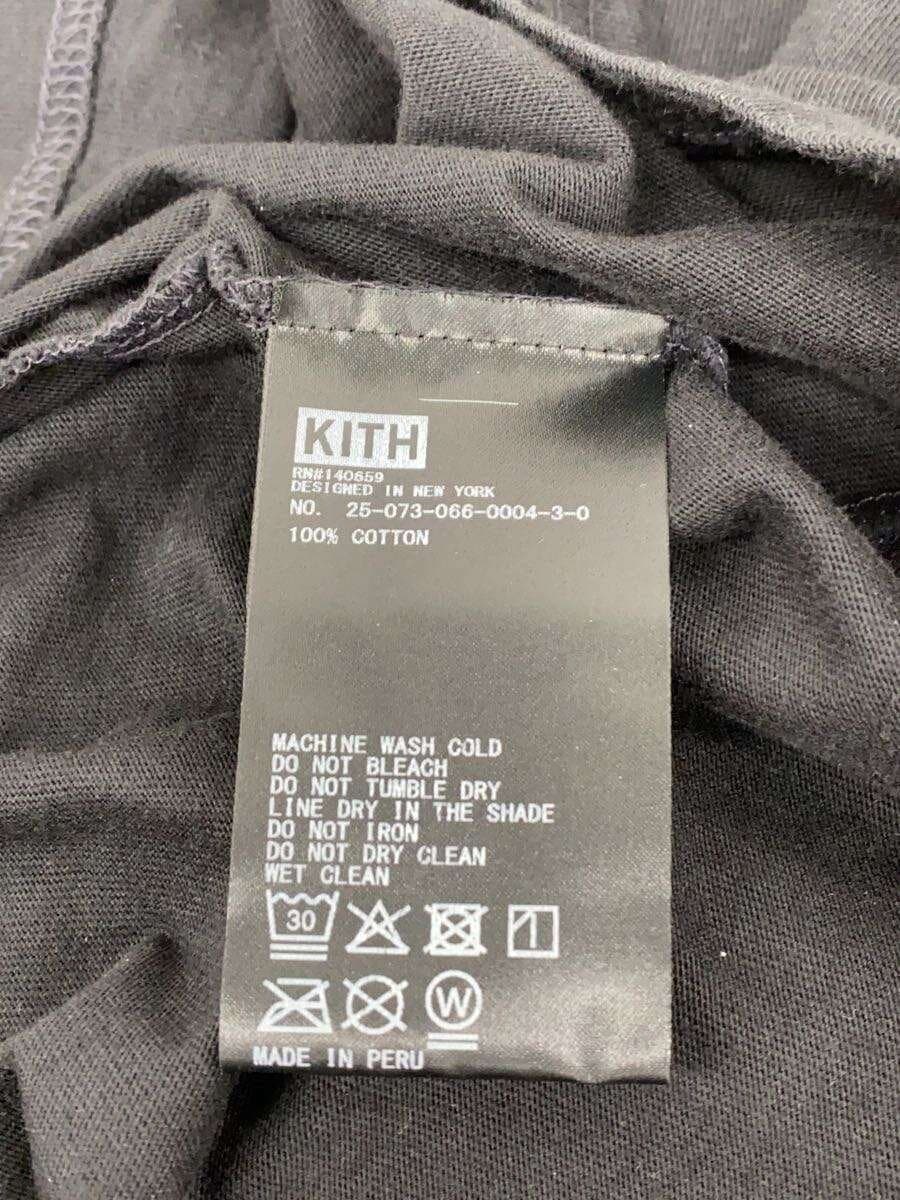 KITH
RN#140659
DESIGNED IN NEW YORK
NO. 25-073-066-0004-3-0
100% COTTON
MACHINE WASH COLD
DO NOT BLEACH
DO NOT TUMBLE DRY
LINE DRY IN THE SHADE
DO NOT IRON
DO NOT DRY CLEAN
WET CLEAN
30
W
MADE IN PERU